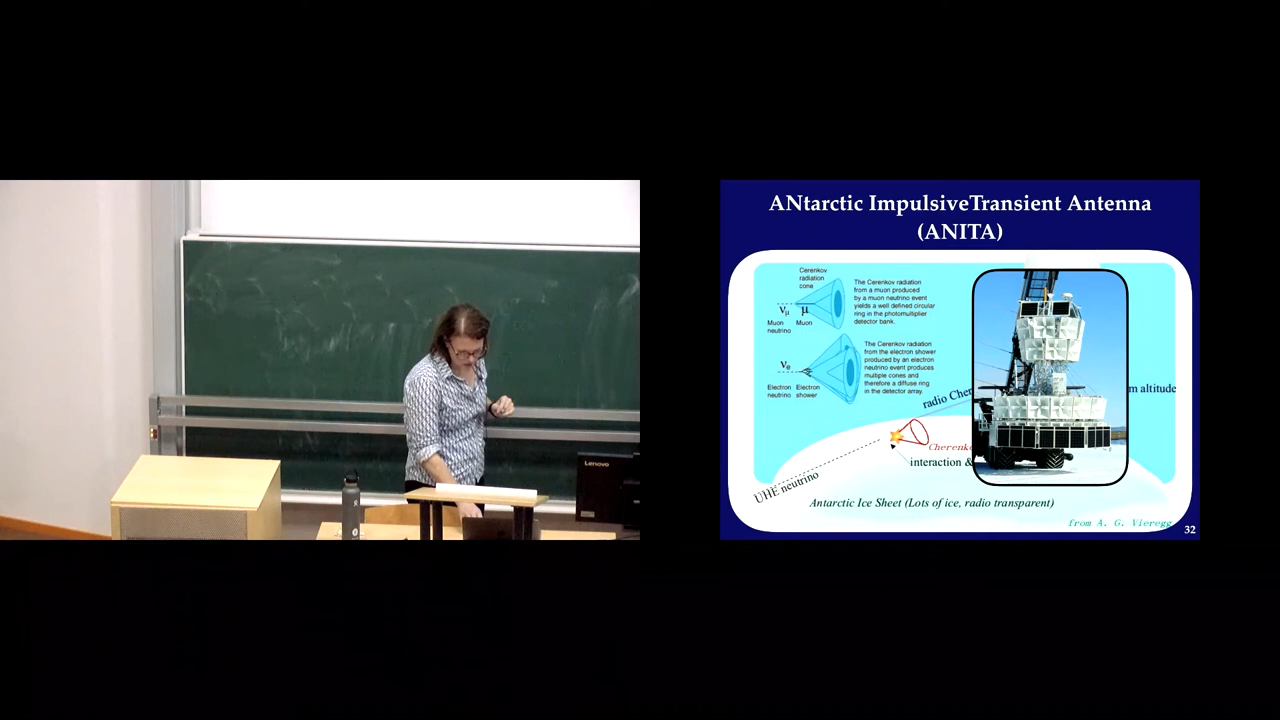 ANtarctic ImpulsiveTransient Antenna
(ANITA)
Cerenkov
radiation
cone
The Cerenkov radiation
from a muon produced
by a muon neutrino event
yields a well defined circular
ring in the photomultiplier
detector bank.
νμ μ
Muon
neutrino
Muon
The Cerenkov radiation
from the electron shower
produced by an electron
neutrino event produces
multiple cones and
therefore a diffuse ring
in the detector array.
νe
Electron
neutrino
Electron
shower
radio Cher
m altitude
Cherenk
interaction &
UHE neutrino
Antarctic Ice Sheet (Lots of ice, radio transparent)
from A. G. Vieregg
32
Lenovo